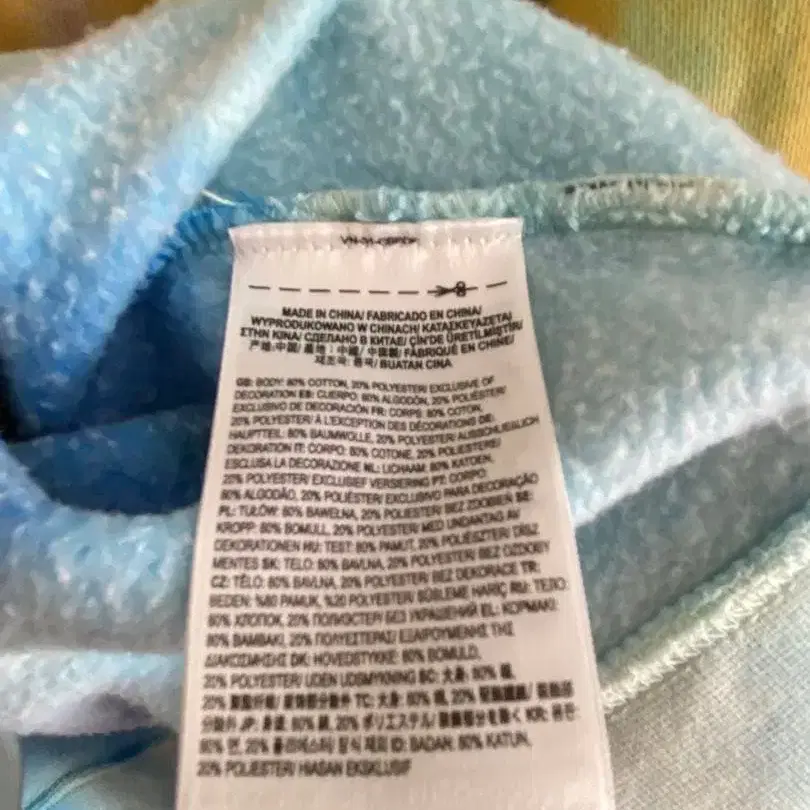 MADE IN CHINA/ FABRICADO EN CHINA/
WYPRODUKOWANO W CHINACH/ ΚΑΤΑΣΚΕΥΑΖΕΤΑΙ
ΣΤΗΝ ΚΙΝΑ/ СДЕЛАНО В КИТАЕ/ ÇİN'DE ÜRETİLMİŞTİR/
产地:中国/ 產地:中國/ 中国製/ FABRIQUÉ EN CHINE/
제조국: 중국/ BUATAN CINA
GB: BODY: 80% COTTON, 20% POLYESTER/ EXCLUSIVE OF
DECORATION ES: CUERPO: 80% ALGODÓN, 20% POLIÉSTER/
EXCLUSIVO DE DECORACIÓN FR: CORPS: 80% COTON,
20% POLYESTER/ À L'EXCEPTION DES DÉCORATIONS DE:
HAUPTTEIL: 80% BAUMWOLLE, 20% POLYESTER/ AUSSCHLIESSLICH
DEKORATION IT: CORPO: 80% COTONE, 20% POLIESTERE/
ESCLUSA LA DECORAZIONE NL: LICHAAM: 80% KATOEN,
20% POLYESTER/ EXCLUSIEF VERSIERING PT: CORPO:
80% ALGODÃO, 20% POLIÉSTER/ EXCLUSIVO PARA DECORAÇÃO
PL: TUŁÓW: 80% BAWEŁNA, 20% POLYESTER/ BEZ ZDOBIEŃ SE:
KROPP: 80% BOMULL, 20% POLYESTER/ MED UNDANTAG AV
DEKORATIONEN HU: TEST: 80% PAMUT, 20% POLIÉSZTER/ DÍSZ
MENTES SK: TELO: 80% BAVLNA, 20% POLYESTER/ BEZ OZDOBY
CZ: TĚLO: 80% BAVLNA, 20% POLYESTER/ BEZ DEKORACE TR:
BEDEN: %80 PAMUK, %20 POLYESTER/ SÜSLEME HARİÇ RU: ТЕЛО:
80% ХЛОПОК, 20% ПОЛИЭСТЕР/ БЕЗ УКРАШЕНИЙ EL: ΚΟΡΜΑΚΙ:
80% ΒΑΜΒΑΚΙ, 20% ΠΟΛΥΕΣΤΕΡΑΣ/ ΕΞΑΙΡΟΥΜΕΝΗΣ ΤΗΣ
ΔΙΑΚΟΣΜΗΣΗΣ DK: HOVEDSTYKKE: 80% BOMULD,
20% POLYESTER/ UDEN UDSMYKNING SC: 大身: 80% 棉,
20% 聚酯纤维/ 装饰部分除外 TC: 大身: 80% 棉, 20% 聚酯纖維/ 裝飾部
分除外 JP: 身頃: 80% 綿, 20% ポリエステル/ 装飾部分を除く KR: 몸판:
80% 면, 20% 폴리에스터/ 장식 제외 ID: BADAN: 80% KATUN,
20% POLIESTER/ HIASAN EKSKLUSIF